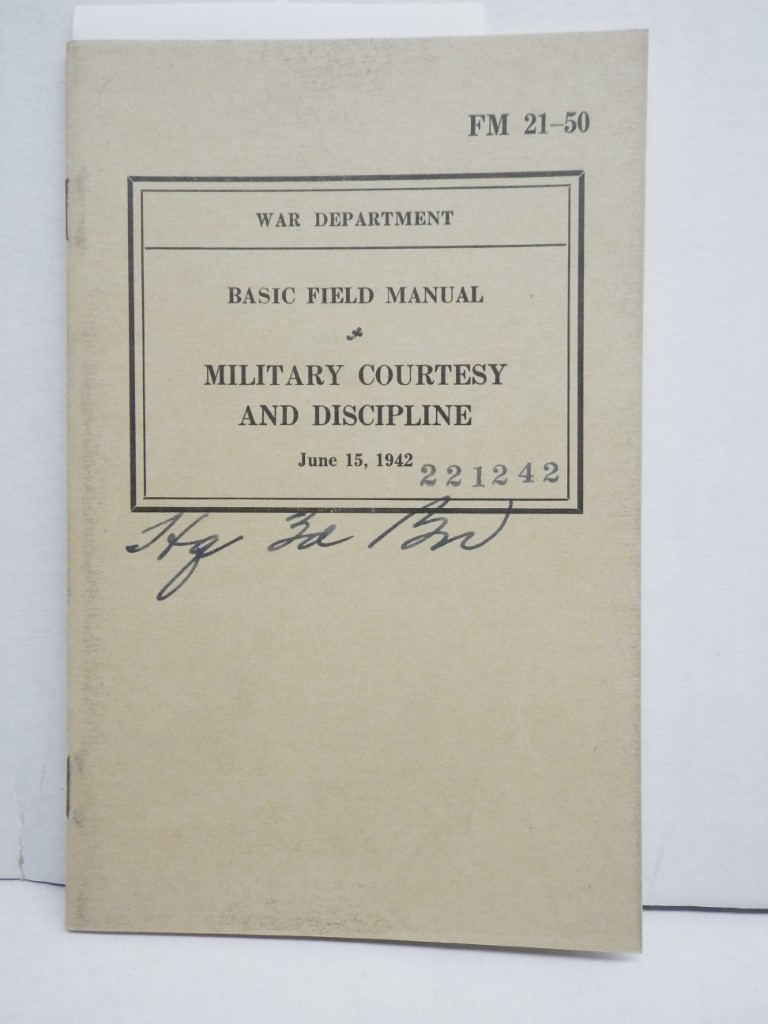 FM 21–50
WAR DEPARTMENT
BASIC FIELD MANUAL
MILITARY COURTESY
AND DISCIPLINE
June 15, 1942
221242
Hq 3d Bn